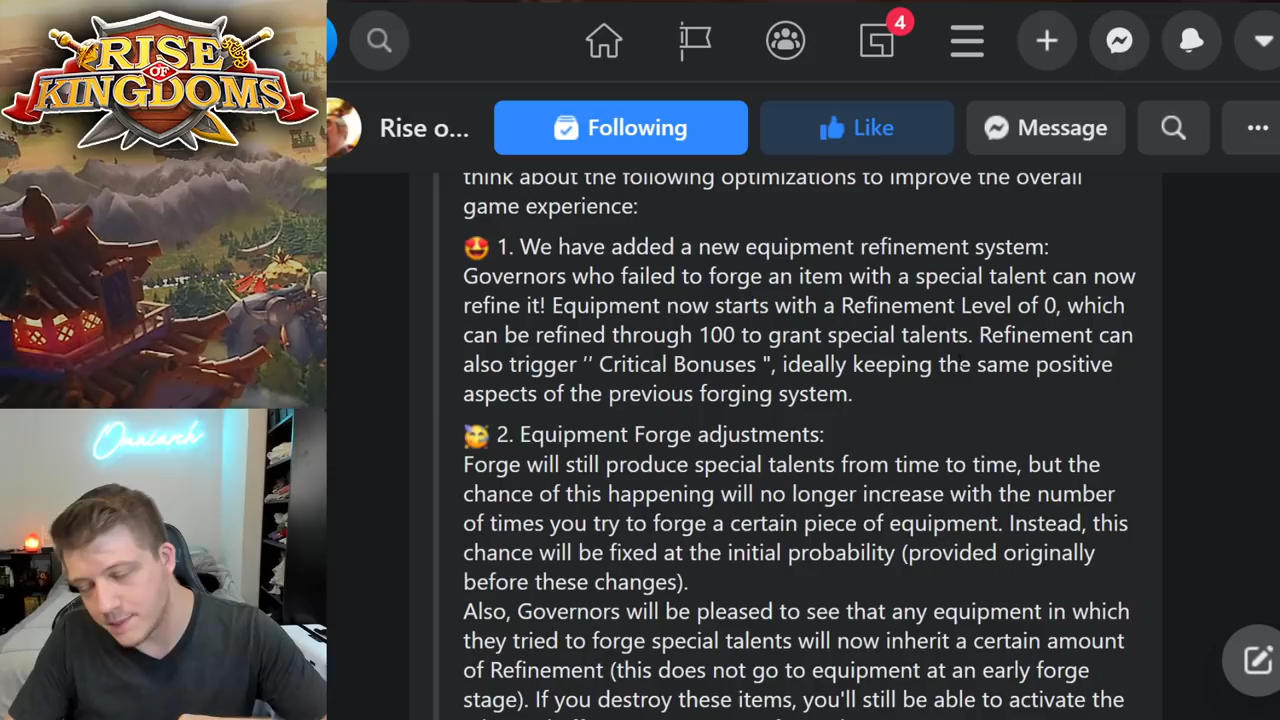 RISE
OF
KINGDOMS
4
Rise o...
Following
Like
Message
think about the following optimizations to improve the overall
game experience:
1. We have added a new equipment refinement system:
Governors who failed to forge an item with a special talent can now
refine it! Equipment now starts with a Refinement Level of 0, which
can be refined through 100 to grant special talents. Refinement can
also trigger '' Critical Bonuses ", ideally keeping the same positive
aspects of the previous forging system.
2. Equipment Forge adjustments:
Forge will still produce special talents from time to time, but the
chance of this happening will no longer increase with the number
of times you try to forge a certain piece of equipment. Instead, this
chance will be fixed at the initial probability (provided originally
before these changes).
Also, Governors will be pleased to see that any equipment in which
they tried to forge special talents will now inherit a certain amount
of Refinement (this does not go to equipment at an early forge
stage). If you destroy these items, you'll still be able to activate the
Omniarch